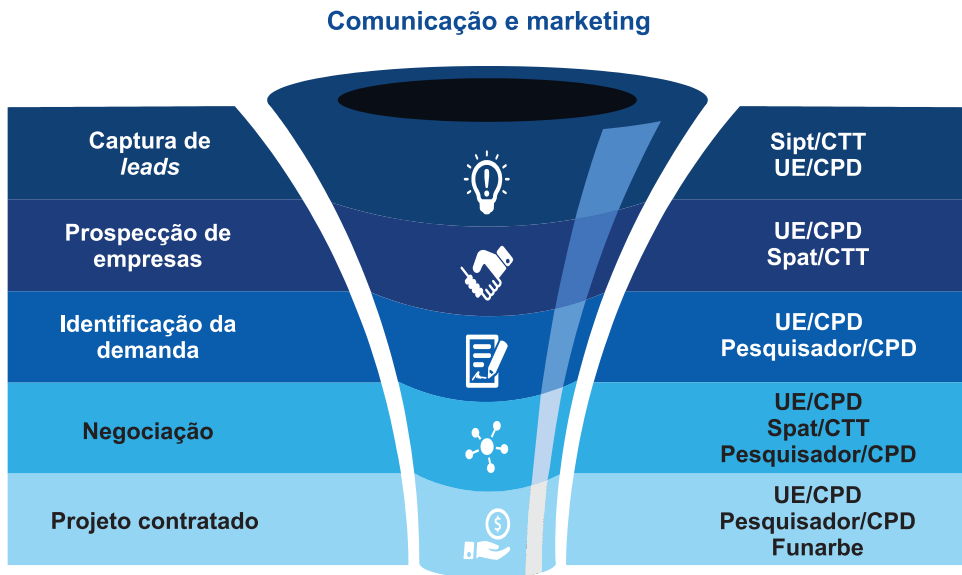 Comunicação e marketing
Captura de
leads
Sipt/CTT
UE/CPD
Prospecção de
empresas
UE/CPD
Spat/CTT
Identificação da
demanda
UE/CPD
Pesquisador/CPD
Negociação
UE/CPD
Spat/CTT
Pesquisador/CPD
Projeto contratado
UE/CPD
Pesquisador/CPD
Funarbe
$